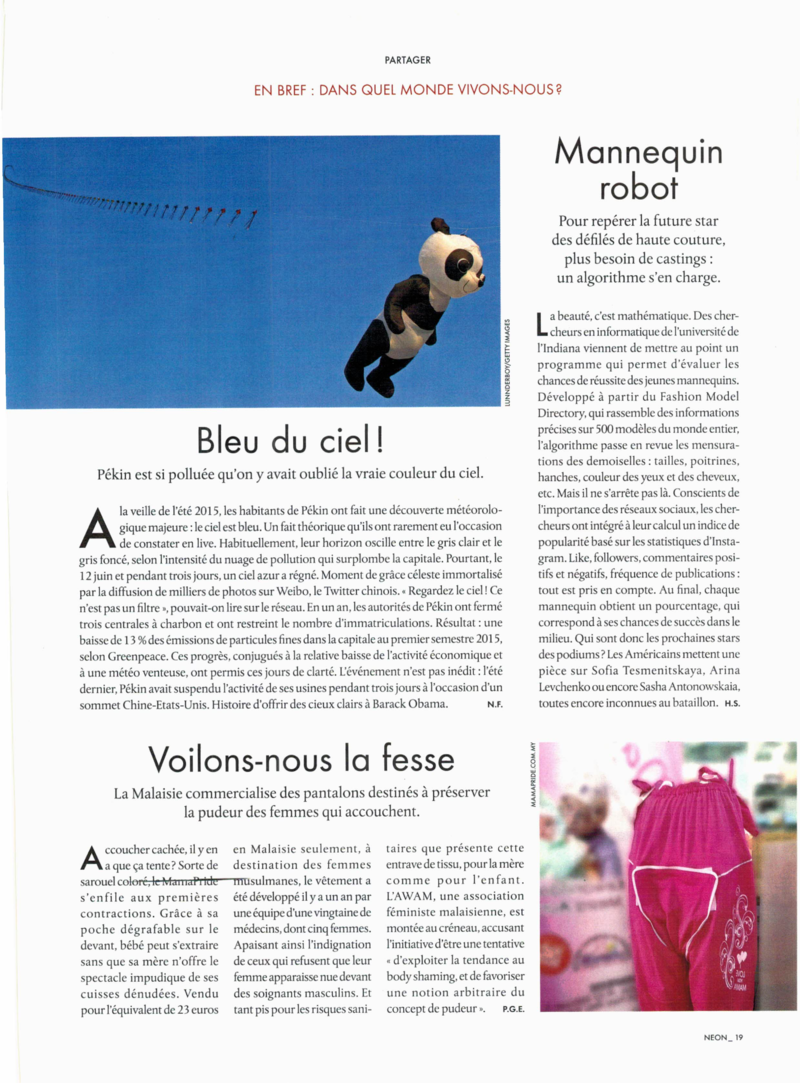 PARTAGER
EN BREF : DANS QUEL MONDE VIVONS-NOUS ?
LUNNDERBOY/GETTY IMAGES
Bleu du ciel !
Pékin est si polluée qu'on y avait oublié la vraie couleur du ciel.
A la veille de l'été 2015, les habitants de Pékin ont fait une découverte météorolo-
gique majeure : le ciel est bleu. Un fait théorique qu'ils ont rarement eu l'occasion
de constater en live. Habituellement, leur horizon oscille entre le gris clair et le
gris foncé, selon l'intensité du nuage de pollution qui surplombe la capitale. Pourtant, le
12 juin et pendant trois jours, un ciel azur a régné. Moment de grâce céleste immortalisé
par la diffusion de milliers de photos sur Weibo, le Twitter chinois. « Regardez le ciel ! Ce
n'est pas un filtre », pouvait-on lire sur le réseau. En un an, les autorités de Pékin ont fermé
trois centrales à charbon et ont restreint le nombre d'immatriculations. Résultat : une
baisse de 13 % des émissions de particules fines dans la capitale au premier semestre 2015,
selon Greenpeace. Ces progrès, conjugués à la relative baisse de l'activité économique et
à une météo venteuse, ont permis ces jours de clarté. L'événement n'est pas inédit : l'été
dernier, Pékin avait suspendu l'activité de ses usines pendant trois jours à l'occasion d'un
sommet Chine-Etats-Unis. Histoire d'offrir des cieux clairs à Barack Obama. N.F.
Mannequin
robot
Pour repérer la future star
des défilés de haute couture,
plus besoin de castings :
un algorithme s'en charge.
La beauté, c'est mathématique. Des cher-
cheurs en informatique de l'université de
l'Indiana viennent de mettre au point un
programme qui permet d'évaluer les
chances de réussite des jeunes mannequins.
Développé à partir du Fashion Model
Directory, qui rassemble des informations
précises sur 500 modèles du monde entier,
l'algorithme passe en revue les mensura-
tions des demoiselles : tailles, poitrines,
hanches, couleur des yeux et des cheveux,
etc. Mais il ne s'arrête pas là. Conscients de
l'importance des réseaux sociaux, les cher-
cheurs ont intégré à leur calcul un indice de
popularité basé sur les statistiques d'Insta-
gram. Like, followers, commentaires posi-
tifs et négatifs, fréquence de publications :
tout est pris en compte. Au final, chaque
mannequin obtient un pourcentage, qui
correspond à ses chances de succès dans le
milieu. Qui sont donc les prochaines stars
des podiums ? Les Américains mettent une
pièce sur Sofia Tesmenitskaya, Arina
Levchenko ou encore Sasha Antonowskaia,
toutes encore inconnues au bataillon. H.S.
Voilons-nous la fesse
La Malaisie commercialise des pantalons destinés à préserver
la pudeur des femmes qui accouchent.
Accoucher cachée, il y en
a que ça tente ? Sorte de
sarouel coloré, le MamaPride
s'enfile aux premières
contractions. Grâce à sa
poche dégrafable sur le
devant, bébé peut s'extraire
sans que sa mère n'offre le
spectacle impudique de ses
cuisses dénudées. Vendu
pour l'équivalent de 23 euros
en Malaisie seulement, à
destination des femmes
musulmanes, le vêtement a
été développé il y a un an par
une équipe d'une vingtaine de
médecins, dont cinq femmes.
Apaisant ainsi l'indignation
de ceux qui refusent que leur
femme apparaisse nue devant
des soignants masculins. Et
tant pis pour les risques sani-
taires que présente cette
entrave de tissu, pour la mère
comme pour l'enfant.
L'AWAM, une association
féministe malaisienne, est
montée au créneau, accusant
l'initiative d'être une tentative
« d'exploiter la tendance au
body shaming, et de favoriser
une notion arbitraire du
concept de pudeur ». P.G.E.
MAMAPRIDE.COM.MY
NEON_ 19